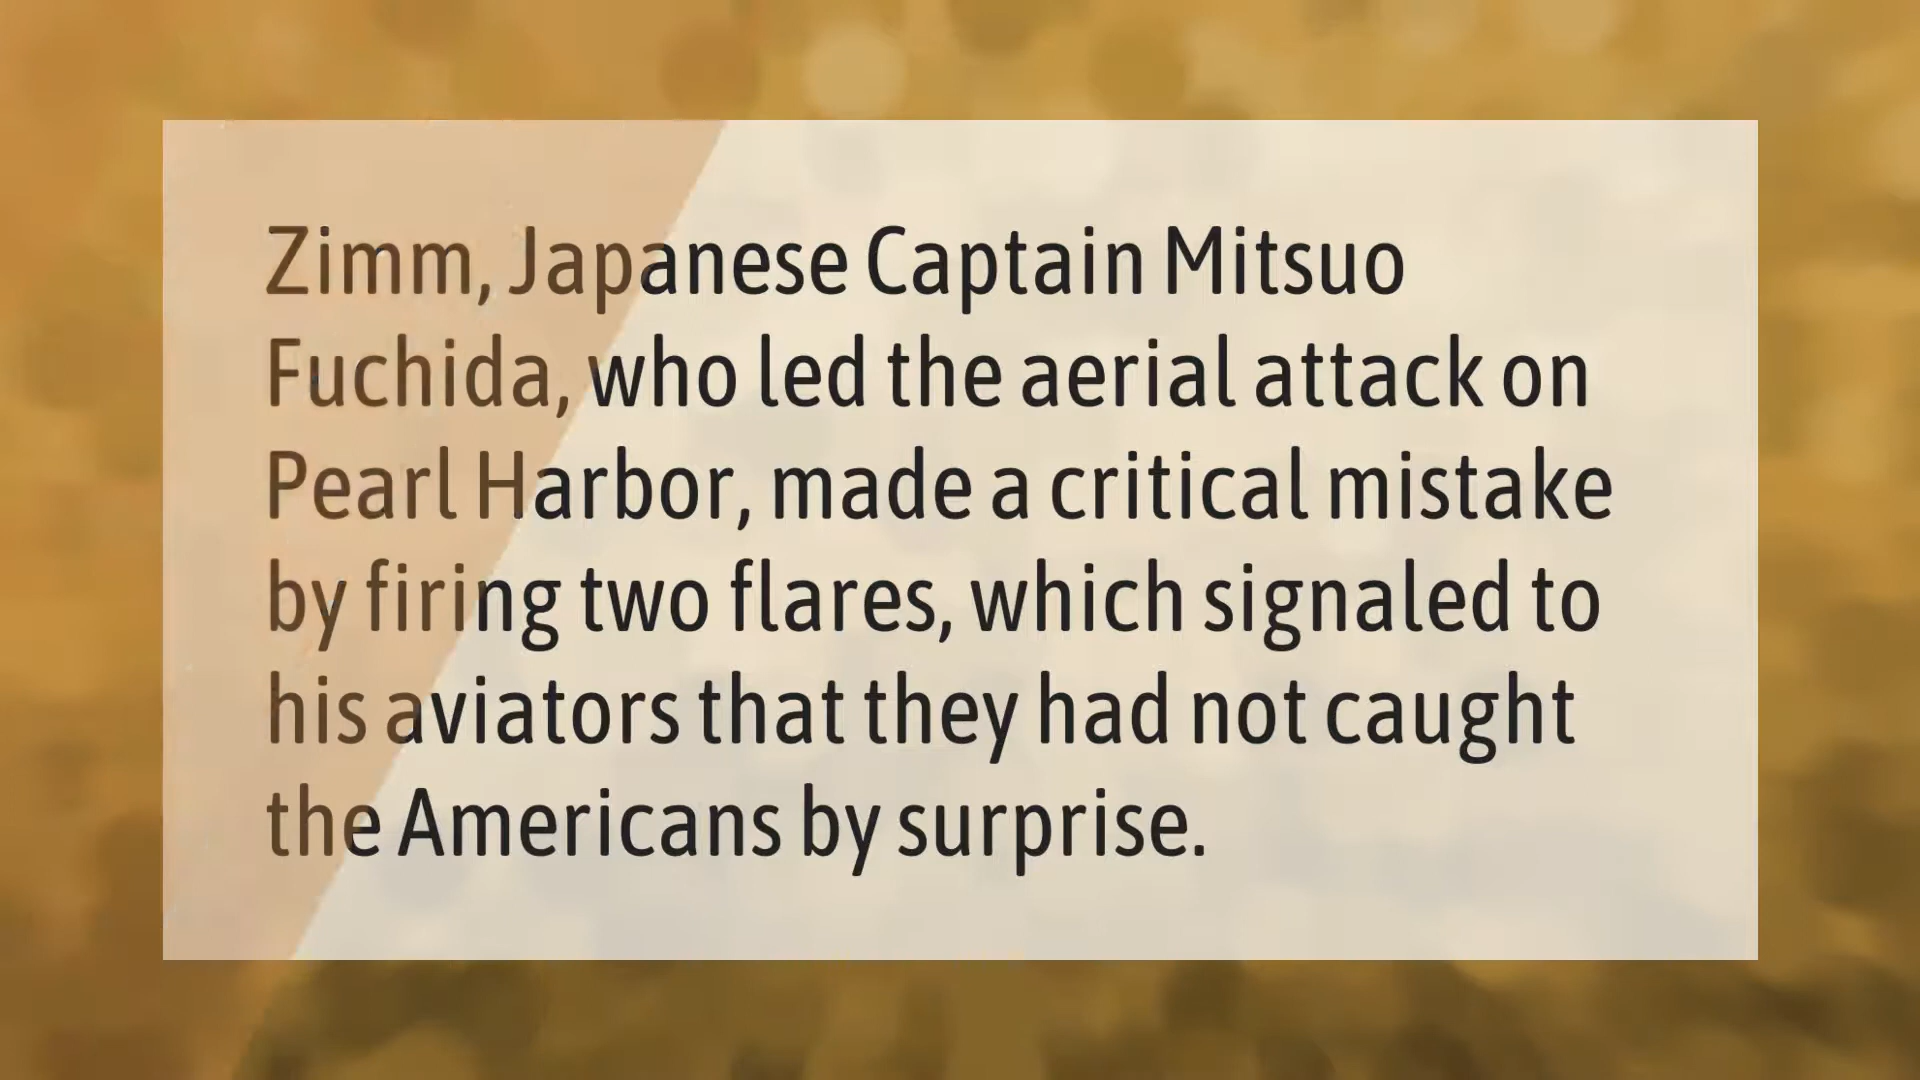 Zimm, Japanese Captain Mitsuo
Fuchida, who led the aerial attack on
Pearl Harbor, made a critical mistake
by firing two flares, which signaled to
his aviators that they had not caught
the Americans by surprise.